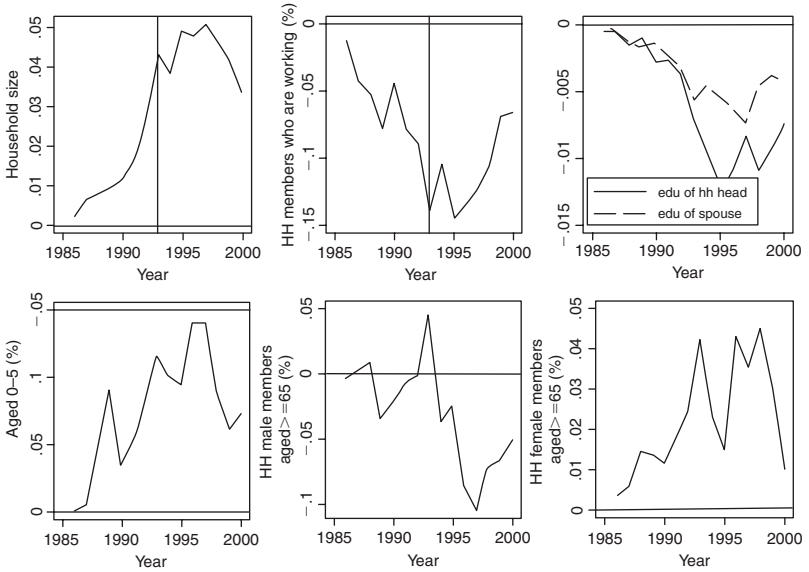 Household size
0
.01
.02
.03
.04
.05
1985 1990 1995 2000
Year
HH members who are working (%)
−.15
−.1
−.05
0
1985 1990 1995 2000
Year
−.015
−.01
−.005
0
edu of hh head
edu of spouse
1985 1990 1995 2000
Year
Aged 0–5 (%)
0
.05
.1
−.05
1985 1990 1995 2000
Year
HH male members
aged>=65 (%)
−.1
−.05
0
.05
1985 1990 1995 2000
Year
HH female members
aged>=65 (%)
0
.01
.02
.03
.04
.05
1985 1990 1995 2000
Year